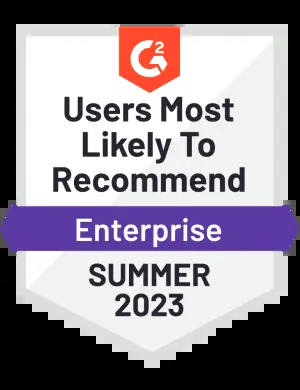 G2
Users Most
Likely To
Recommend
Enterprise
SUMMER
2023